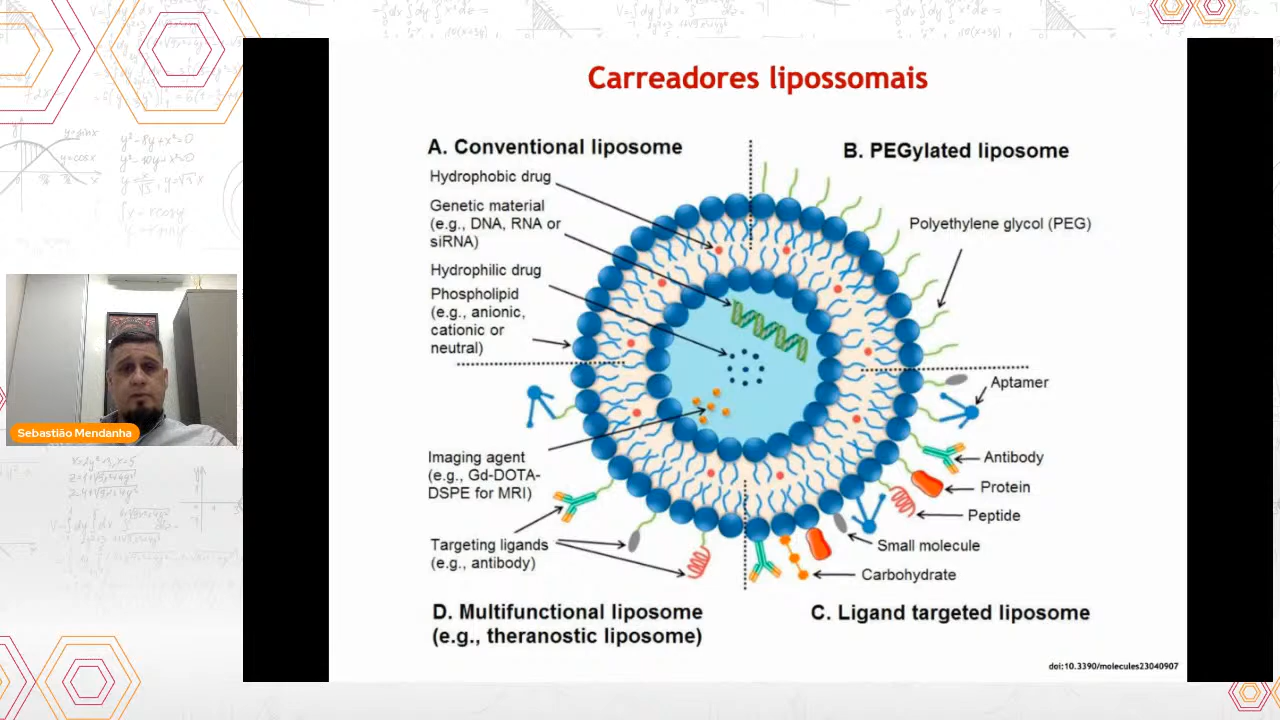 Carreadores lipossomais
A. Conventional liposome
B. PEGylated liposome
Hydrophobic drug
Genetic material
(e.g., DNA, RNA or
siRNA)
Hydrophilic drug
Phospholipid
(e.g., anionic,
cationic or
neutral)
Polyethylene glycol (PEG)
Aptamer
Antibody
Protein
Peptide
Small molecule
Carbohydrate
Imaging agent
(e.g., Gd-DOTA-
DSPE for MRI)
Targeting ligands
(e.g., antibody)
D. Multifunctional liposome
(e.g., theranostic liposome)
C. Ligand targeted liposome
doi:10.3390/molecules23040907
Sebastião Mendanha